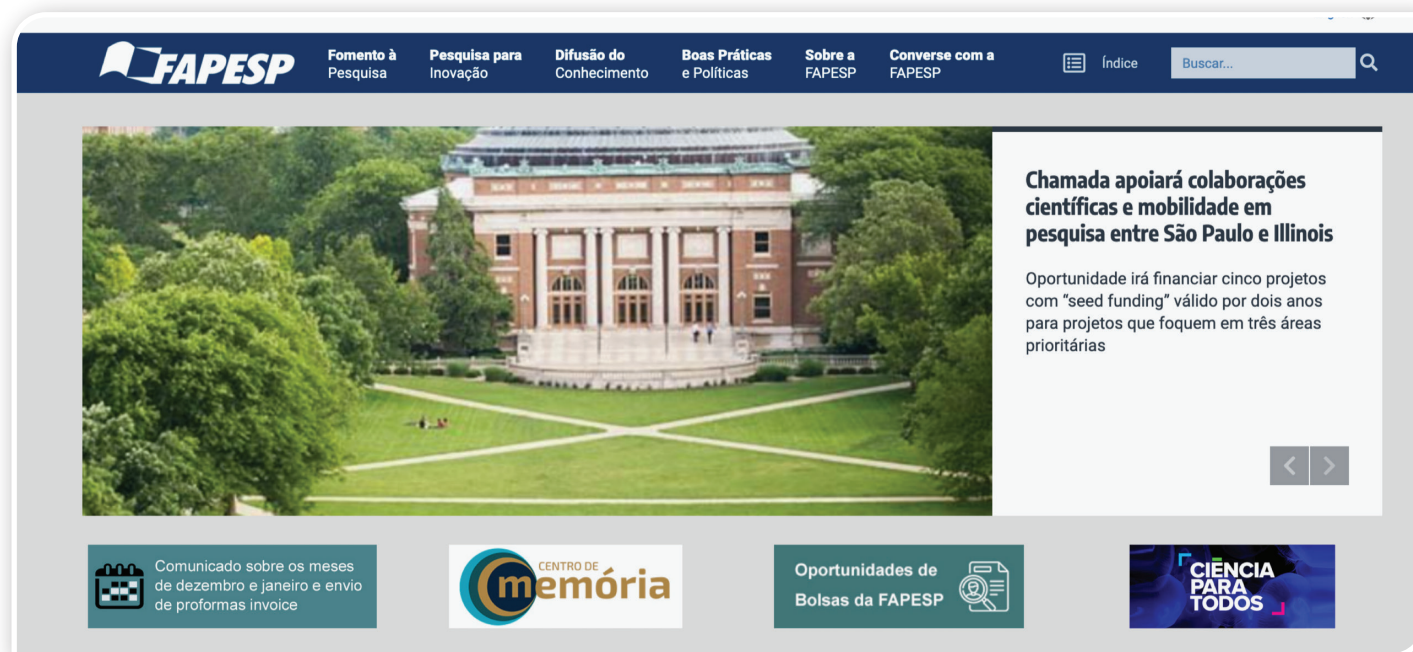 FAPESP
Fomento à
Pesquisa
Pesquisa para
Inovação
Difusão do
Conhecimento
Boas Práticas
e Políticas
Sobre a
FAPESP
Converse com a
FAPESP
Índice
Buscar...
Chamada apoiará colaborações
científicas e mobilidade em
pesquisa entre São Paulo e Illinois
Oportunidade irá financiar cinco projetos
com “seed funding” válido por dois anos
para projetos que foquem em três áreas
prioritárias
Comunicado sobre os meses
de dezembro e janeiro e envio
de proformas invoice
CENTRO DE
memória
Oportunidades de
Bolsas da FAPESP
CIÊNCIA
PARA
TODOS